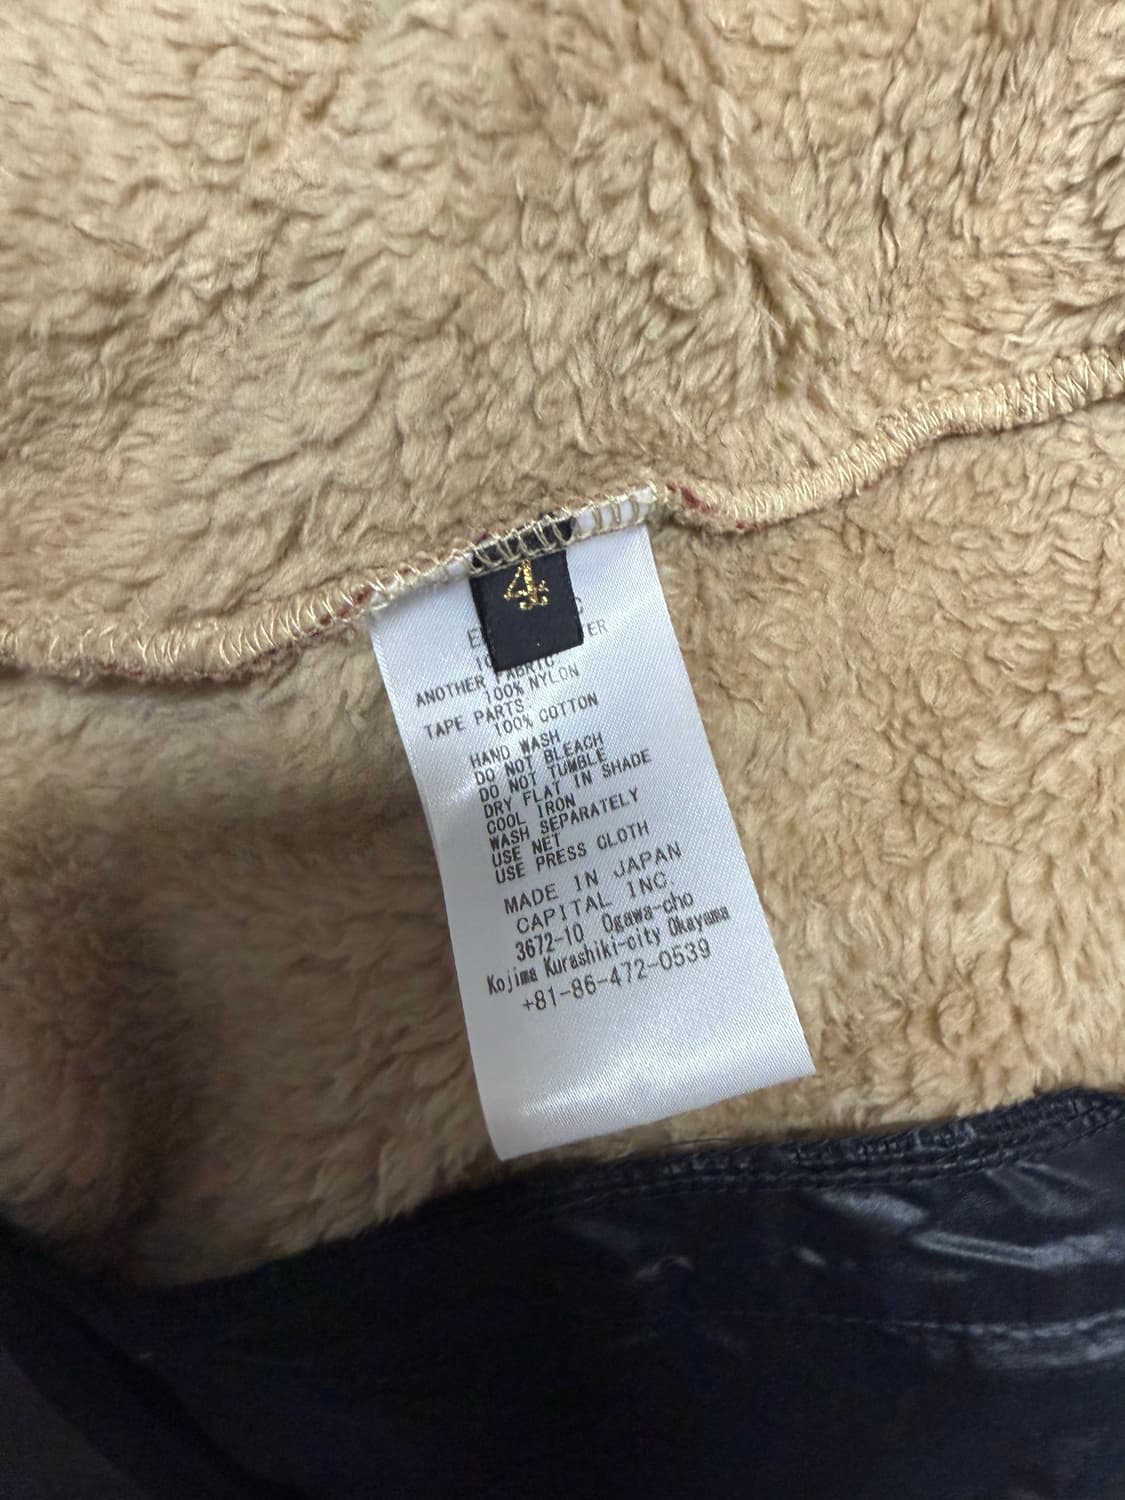 4
ANOTHER FABRIC
100% NYLON
TAPE PARTS
100% COTTON
HAND WASH
DO NOT BLEACH
DO NOT TUMBLE
DRY FLAT IN SHADE
COOL IRON
WASH SEPARATELY
USE NET
USE PRESS CLOTH
MADE IN JAPAN
CAPITAL INC.
3672-10 Ogawa-cho
Kojima Kurashiki-city Okayama
+81-86-472-0539